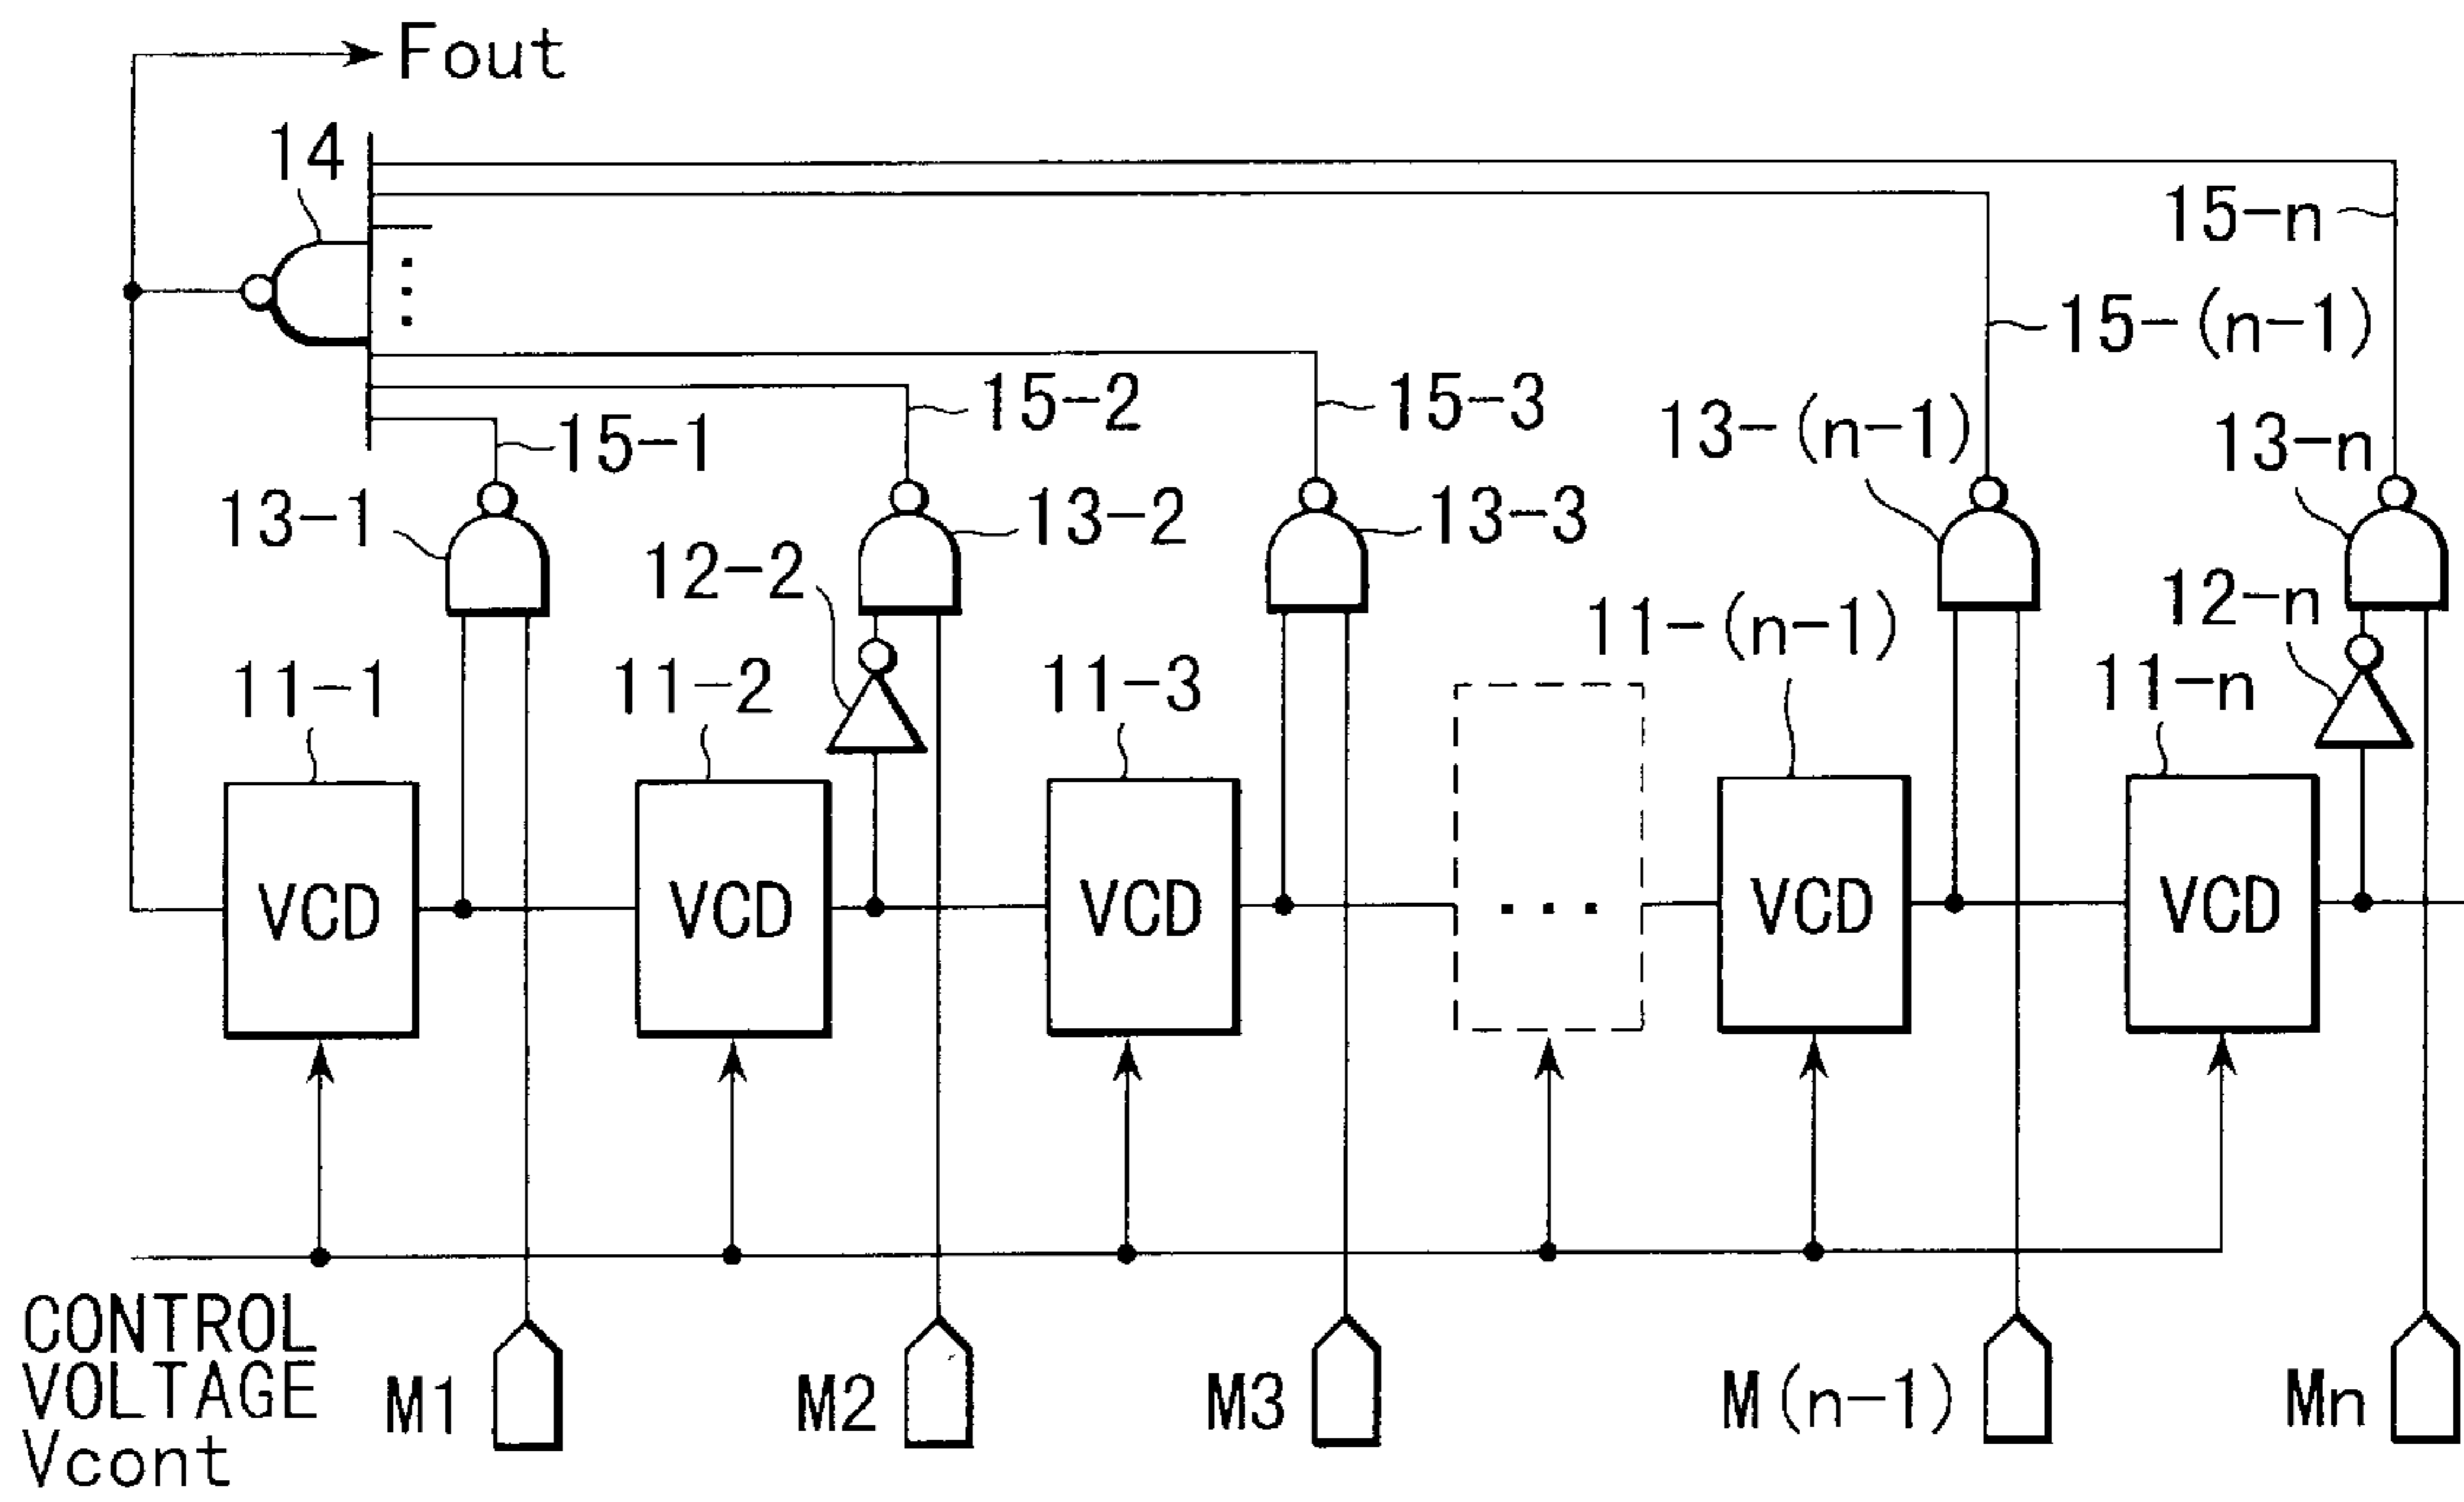 Fout
14
15-n
15-(n-1)
15-2
15-3
15-1
13-(n-1)
13-n
13-1
13-2
13-3
12-2
12-n
11-(n-1)
11-1
11-2
11-3
11-n
VCD
VCD
VCD
...
VCD
VCD
CONTROL
VOLTAGE
Vcont
M1
M2
M3
M(n-1)
Mn